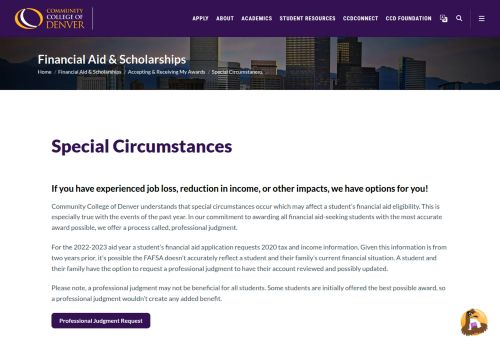 COMMUNITY
COLLEGE OF
DENVER
APPLY ABOUT ACADEMICS STUDENT RESOURCES CCDCONNECT CCD FOUNDATION
Financial Aid & Scholarships
Home / Financial Aid & Scholarships / Accepting & Receiving My Awards / Special Circumstances
Special Circumstances
If you have experienced job loss, reduction in income, or other impacts, we have options for you!
Community College of Denver understands that special circumstances occur which may affect a student's financial aid eligibility. This is
especially true with the events of the past year. In our commitment to awarding all financial aid-seeking students with the most accurate
award possible, we offer a process called, professional judgment.
For the 2022-2023 aid year a student's financial aid application requests 2020 tax and income information. Given this information is from
two years prior, it's possible the FAFSA doesn't accurately reflect a student and their family's current financial situation. A student and
their family have the option to request a professional judgment to have their account reviewed and possibly updated.
Please note, a professional judgment may not be beneficial for all students. Some students are initially offered the best possible award, so
a professional judgment wouldn't create any added benefit.
Professional Judgment Request